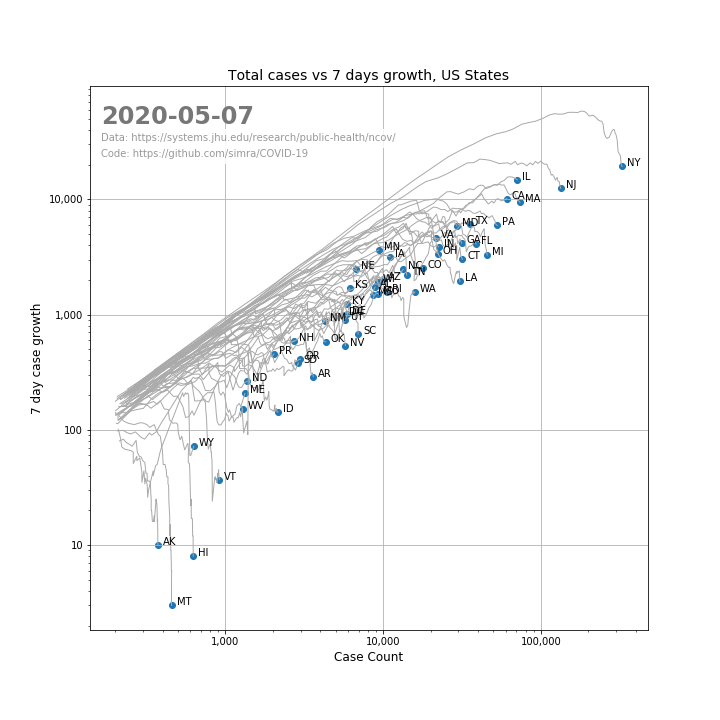 Total cases vs 7 days growth, US States
2020-05-07
Data: https://systems.jhu.edu/research/public-health/ncov/
Code: https://github.com/simra/COVID-19
NY
IL
NJ
10,000
CA
MA
MD
TX
PA
VA
GA
FL
MN
IN
OH
MI
IA
CT
NE
NC
CO
TN
AZ
LA
KS
WI
RI
WA
1,000
KY
DE
UT
NM
SC
NH
OK
NV
PR
OR
SD
AR
ND
ME
WV
ID
100
WY
VT
10
AK
HI
MT
1,000
10,000
100,000
Case Count
7 day case growth